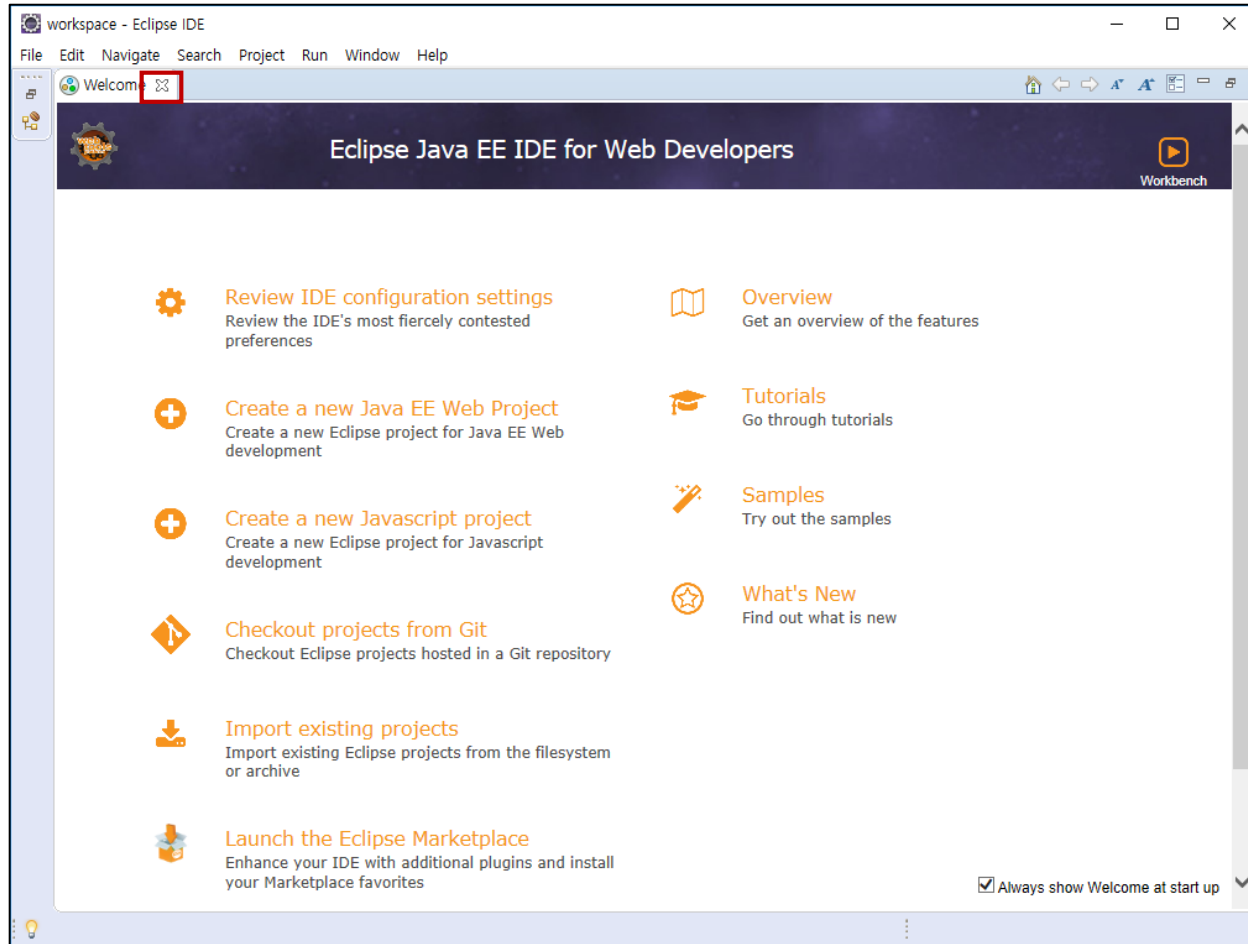 workspace - Eclipse IDE
File Edit Navigate Search Project Run Window Help
Welcome
Eclipse Java EE IDE for Web Developers
Workbench
Review IDE configuration settings
Review the IDE's most fiercely contested
preferences
Create a new Java EE Web Project
Create a new Eclipse project for Java EE Web
development
Create a new Javascript project
Create a new Eclipse project for Javascript
development
Checkout projects from Git
Checkout Eclipse projects hosted in a Git repository
Import existing projects
Import existing Eclipse projects from the filesystem
or archive
Launch the Eclipse Marketplace
Enhance your IDE with additional plugins and install
your Marketplace favorites
Overview
Get an overview of the features
Tutorials
Go through tutorials
Samples
Try out the samples
What's New
Find out what is new
Always show Welcome at start up